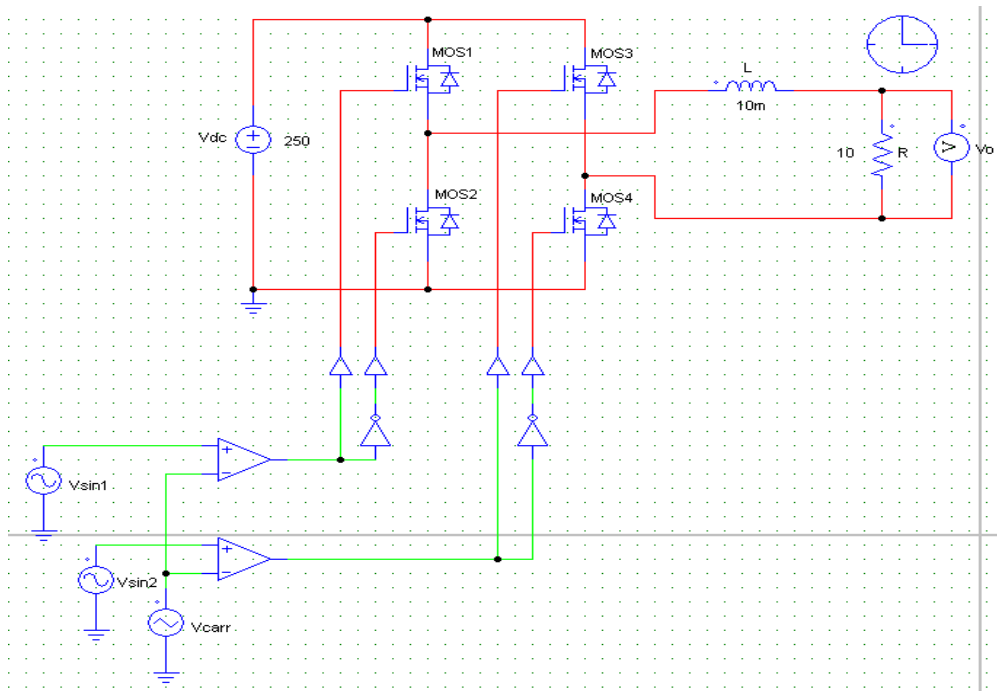 MOS1
MOS3
L
10m
Vdc
250
10
R
V
Vo
MOS2
MOS4
Vsin1
Vsin2
Vcarr